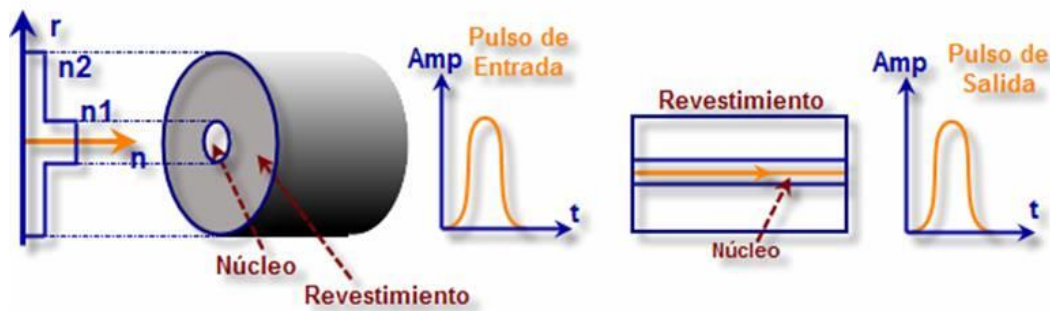 r
n2
n1
n
Núcleo
Revestimiento
Amp
Pulso de
Entrada
t
Revestimiento
Núcleo
Amp
Pulso de
Salida
t